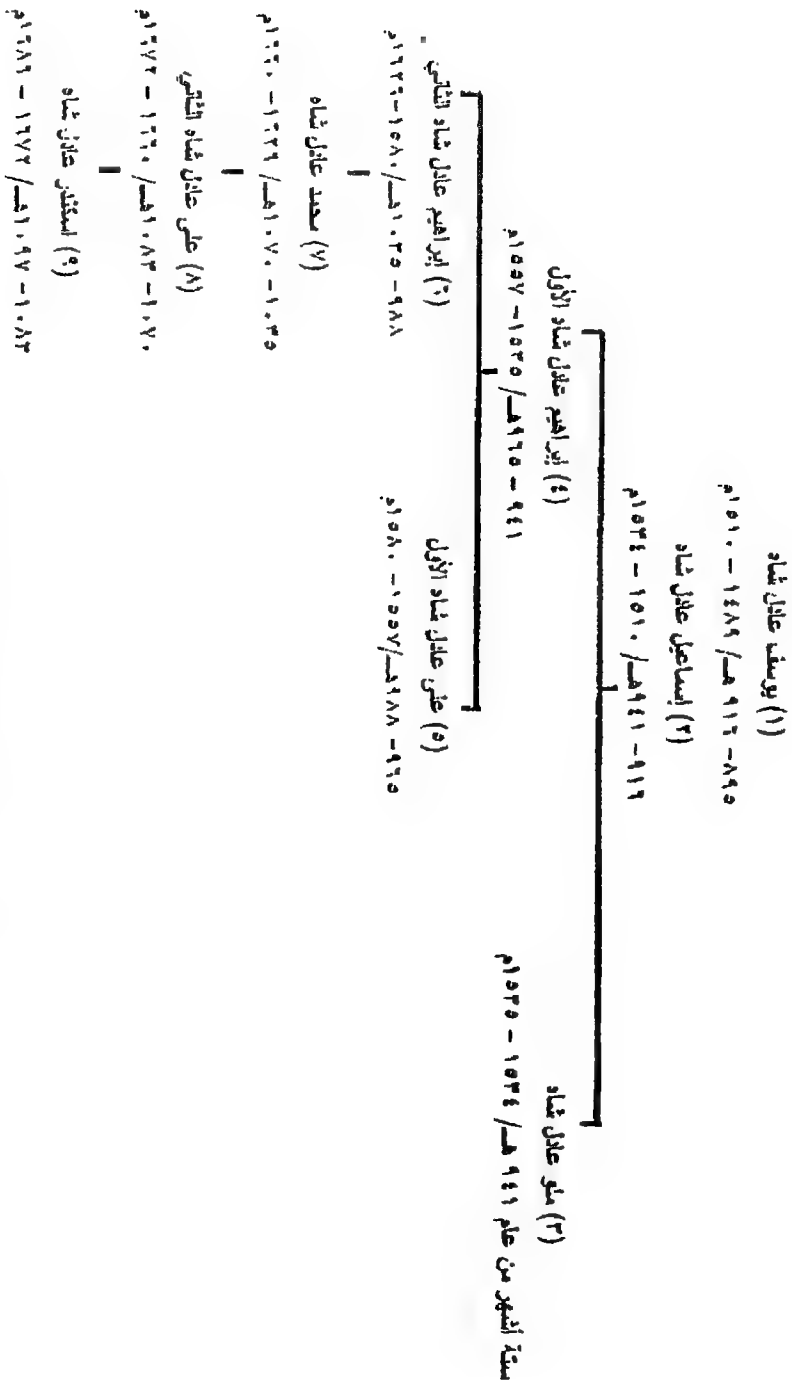 (١) يوسف عادل شاه
٨٩٥- ٩١٦ هـ/ ١٤٨٩ - ١٥١٠م
(٢) إسماعيل عادل شاه
٩١٦- ٩٤١هـ/ ١٥١٠ - ١٥٣٤م
(٣) ملو عادل شاه
ستة أشهر من عام ٩٤١ هـ/ ١٥٣٤ - ١٥٣٥م
(٤) إبراهيم عادل شاه الأول
٩٤١ - ٩٦٥هـ/ ١٥٣٥- ١٥٥٧م
(٥) على عادل شاه الأول
٩٦٥- ٩٨٨هـ/١٥٥٧- ١٥٨٠م
(٦) إبراهيم عادل شاه الثاني
٩٨٨- ١٠٣٥هـ/١٥٨٠-١٦٢٦م
(٧) محمد عادل شاه
١٠٣٥-١٠٧٠هـ/ ١٦٢٦ -١٦٦٠م
(٨) على عادل شاه الثاني
١٠٧٠- ١٠٨٣هـ/ ١٦٦٠ - ١٦٧٢م
(٩) اسكندر عادل شاه
١٠٨٣-١٠٩٧هـ/ ١٦٧٢ - ١٦٨٦م